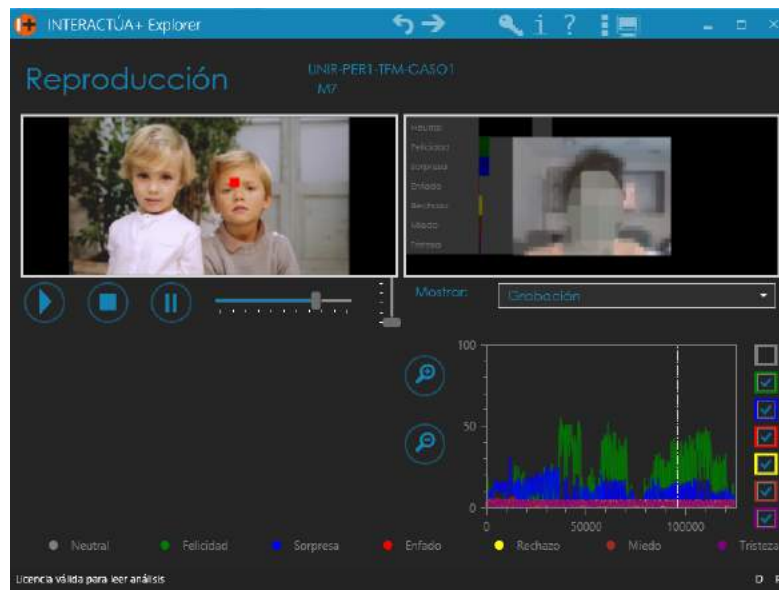 INTERACTÚA+ Explorer
Reproducción
UNIR-PER1-TFM-CASO1
M7
Neutral
Felicidad
Sorpresa
Enfado
Rechazo
Miedo
Tristeza
Mostrar:
Grabación
100
50
0
0
50000
100000
Neutral
Felicidad
Sorpresa
Enfado
Rechazo
Miedo
Tristeza
Licencia válida para leer análisis
D